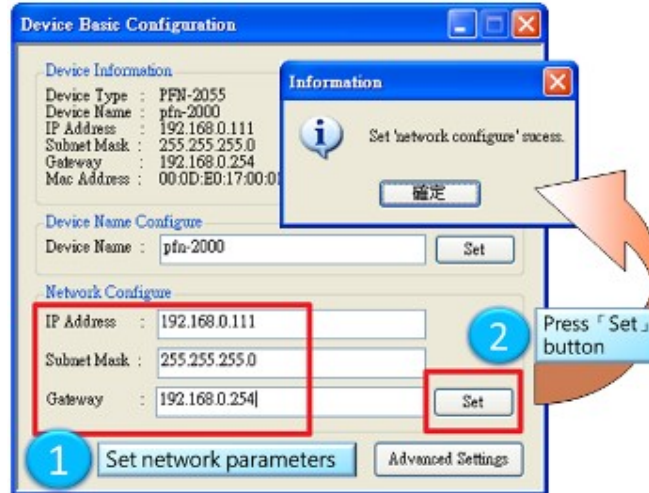 Device Basic Configuration
Device Information
Device Type : PFN-2055
Device Name : pfn-2000
IP Address : 192.168.0.111
Subnet Mask : 255.255.255.0
Gateway : 192.168.0.254
Mac Address : 00:0D:E0:17:00:0
Information
Set 'network configure' sucess.
確定
Device Name Configure
Device Name : pfn-2000
Set
Network Configure
IP Address : 192.168.0.111
Subnet Mask : 255.255.255.0
Gateway : 192.168.0.254
Set
2
Press「Set」
button
1
Set network parameters
Advanced Settings